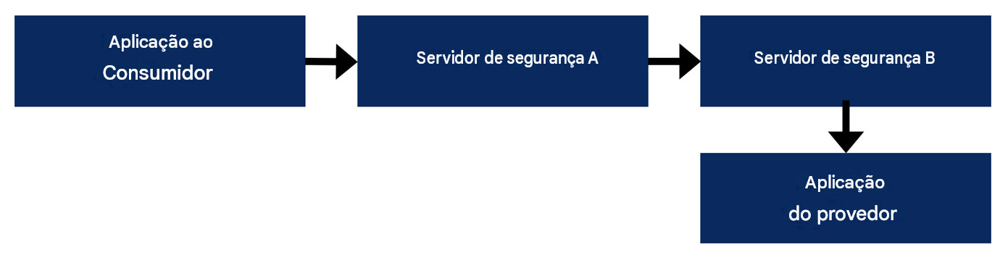 Aplicação ao
Consumidor
Servidor de segurança A
Servidor de segurança B
Aplicação
do provedor